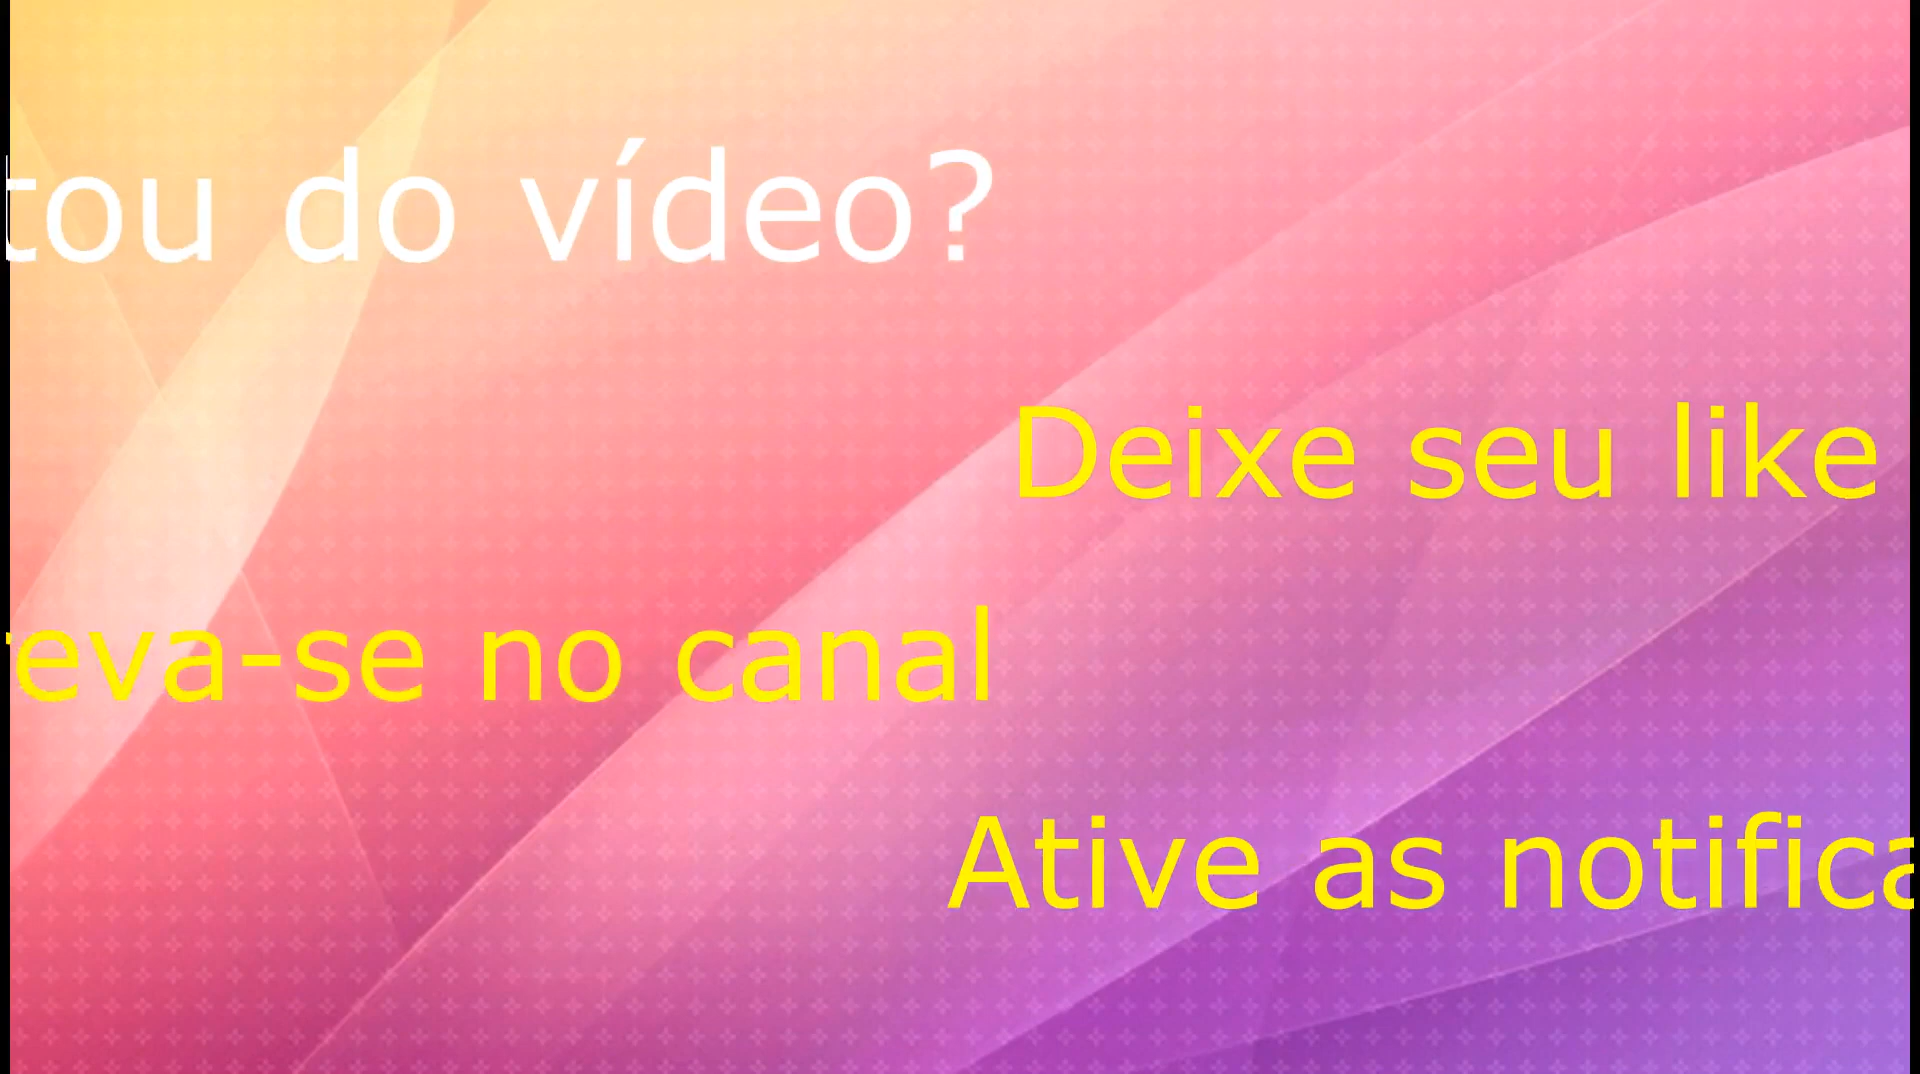 tou do vídeo?
Deixe seu like
eva-se no canal
Ative as notifica